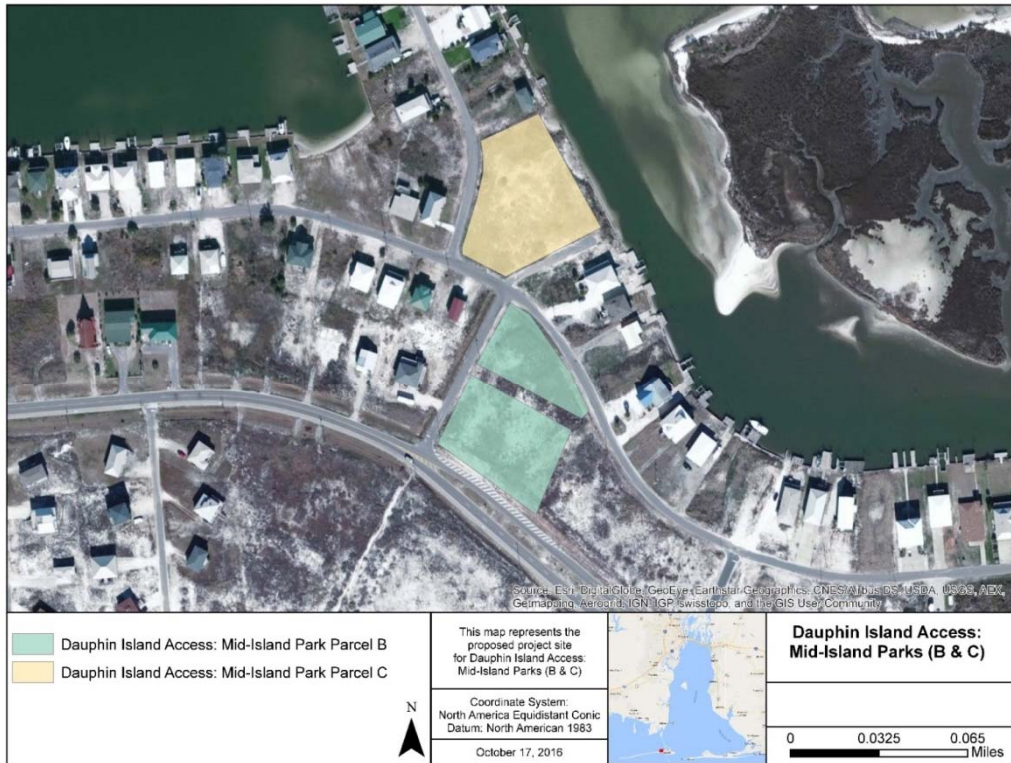 Source: Esri, DigitalGlobe, GeoEye, Earthstar Geographics, CNES/Airbus DS, USDA, USGS, AEX,
Getmapping, Aerogrid, IGN, IGP, swisstopo, and the GIS User Community
Dauphin Island Access: Mid-Island Park Parcel B
Dauphin Island Access: Mid-Island Park Parcel C
N
This map represents the
proposed project site
for Dauphin Island Access:
Mid-Island Parks (B & C)
Coordinate System:
North America Equidistant Conic
Datum: North American 1983
October 17, 2016
Dauphin Island Access:
Mid-Island Parks (B & C)
0 0.0325 0.065
Miles